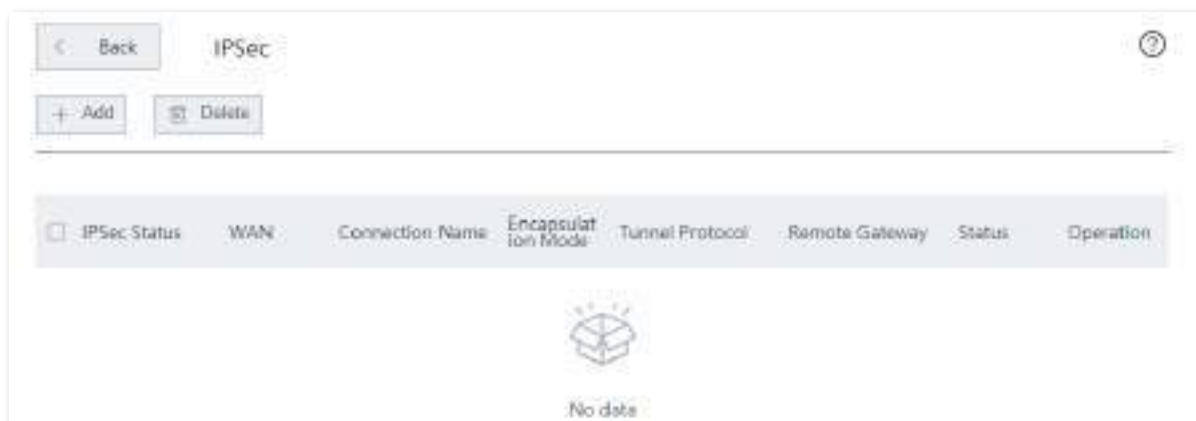 Back IPSec
+ Add Delete
IPSec Status WAN Connection Name Encapsulat ion Mode Tunnel Protocol Remote Gateway Status Operation
No data